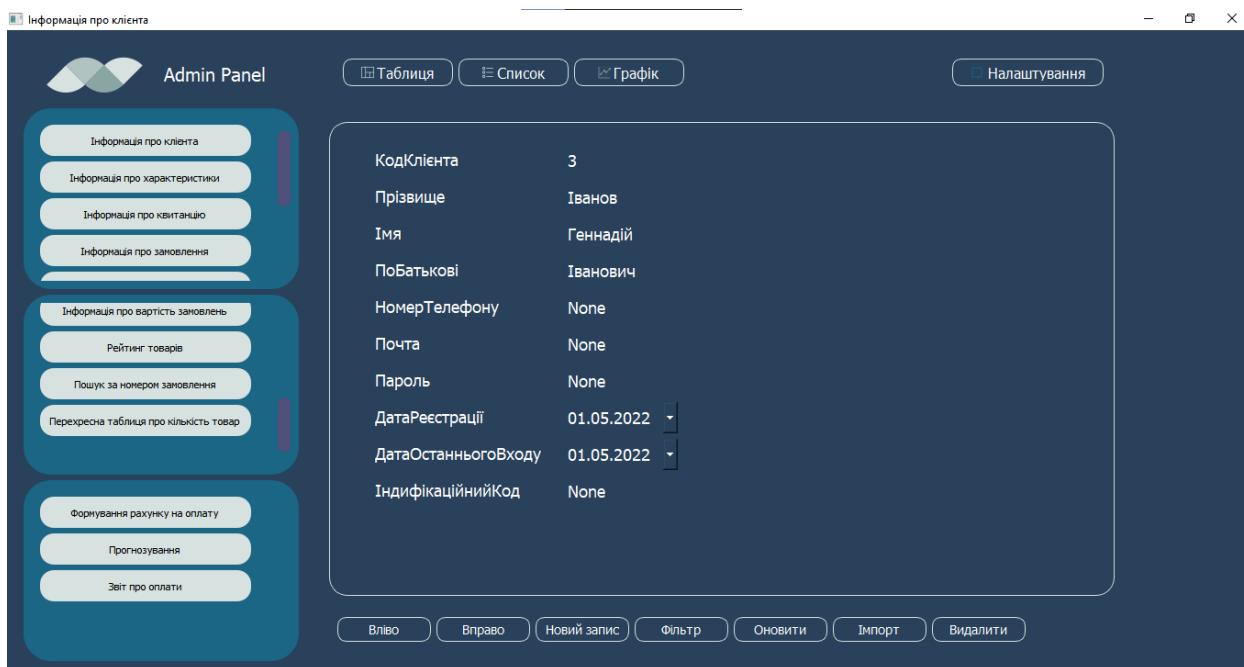 Інформація про клієнта
Admin Panel
Таблиця
Список
Графік
Налаштування
Інформація про клієнта
Інформація про характеристики
Інформація про квитанцію
Інформація про замовлення
Інформація про вартість замовлень
Рейтинг товарів
Пошук за номером замовлення
Перехресна таблиця про кількість товар
Формування рахунку на оплату
Прогнозування
Звіт про оплати
КодКлієнта 3
Прізвище Іванов
Імя Геннадій
ПоБатькові Іванович
НомерТелефону None
Почта None
Пароль None
ДатаРеєстрації 01.05.2022
ДатаОстанньогоВходу 01.05.2022
ІндифікаційнийКод None
Вліво
Вправо
Новий запис
Фільтр
Оновити
Імпорт
Видалити